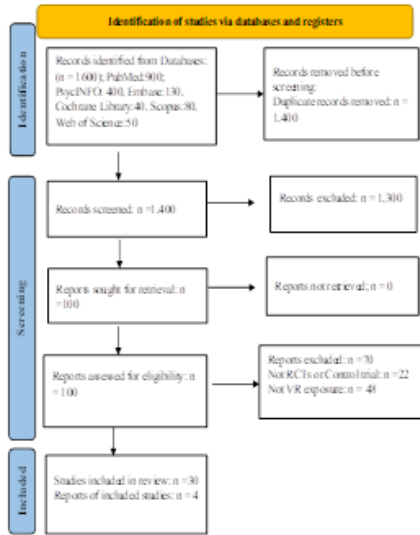 Identification of studies via databases and registers
Identification
Records identified from Databases:
(n = 1600); PubMed:900;
PsycINFO: 400, Embase:130,
Cochrane Library:40, Scopus:80,
Web of Science:50
Records removed before
screening:
Duplicate records removed: n =
1,400
Screening
Records screened: n =1,400
Records excluded: n =1,300
Reports sought for retrieval: n
=100
Reports not retrieved; n = 0
Reports assessed for eligibility: n
= 100
Reports excluded: n=70
Not RCTs or Control trial: n =22
Not VR exposure: n = 48
Included
Studies included in review: n =30
Reports of included studies: n = 4